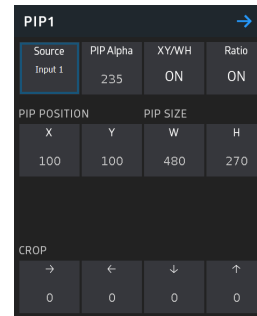 PIP1 →
Source PIP Alpha XY/WH Ratio
Input 1 235 ON ON
PIP POSITION PIP SIZE
X Y W H
100 100 480 270
CROP
→ ← ↓ ↑
0 0 0 0